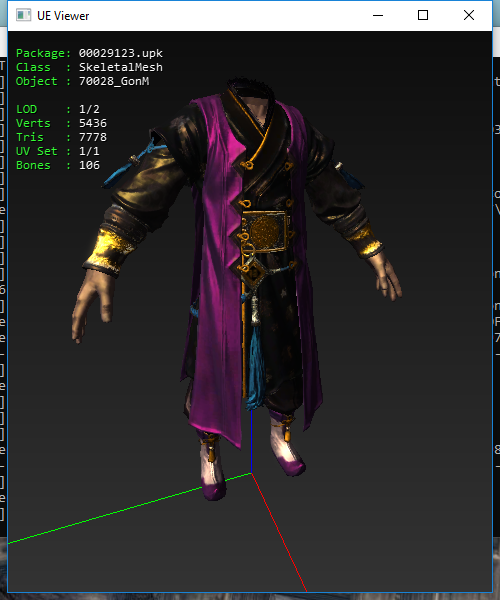 UE Viewer
Package: 00029123.upk
Class : SkeletalMesh
Object : 70028_GonM
LOD : 1/2
Verts : 5436
Tris : 7778
UV Set : 1/1
Bones : 106